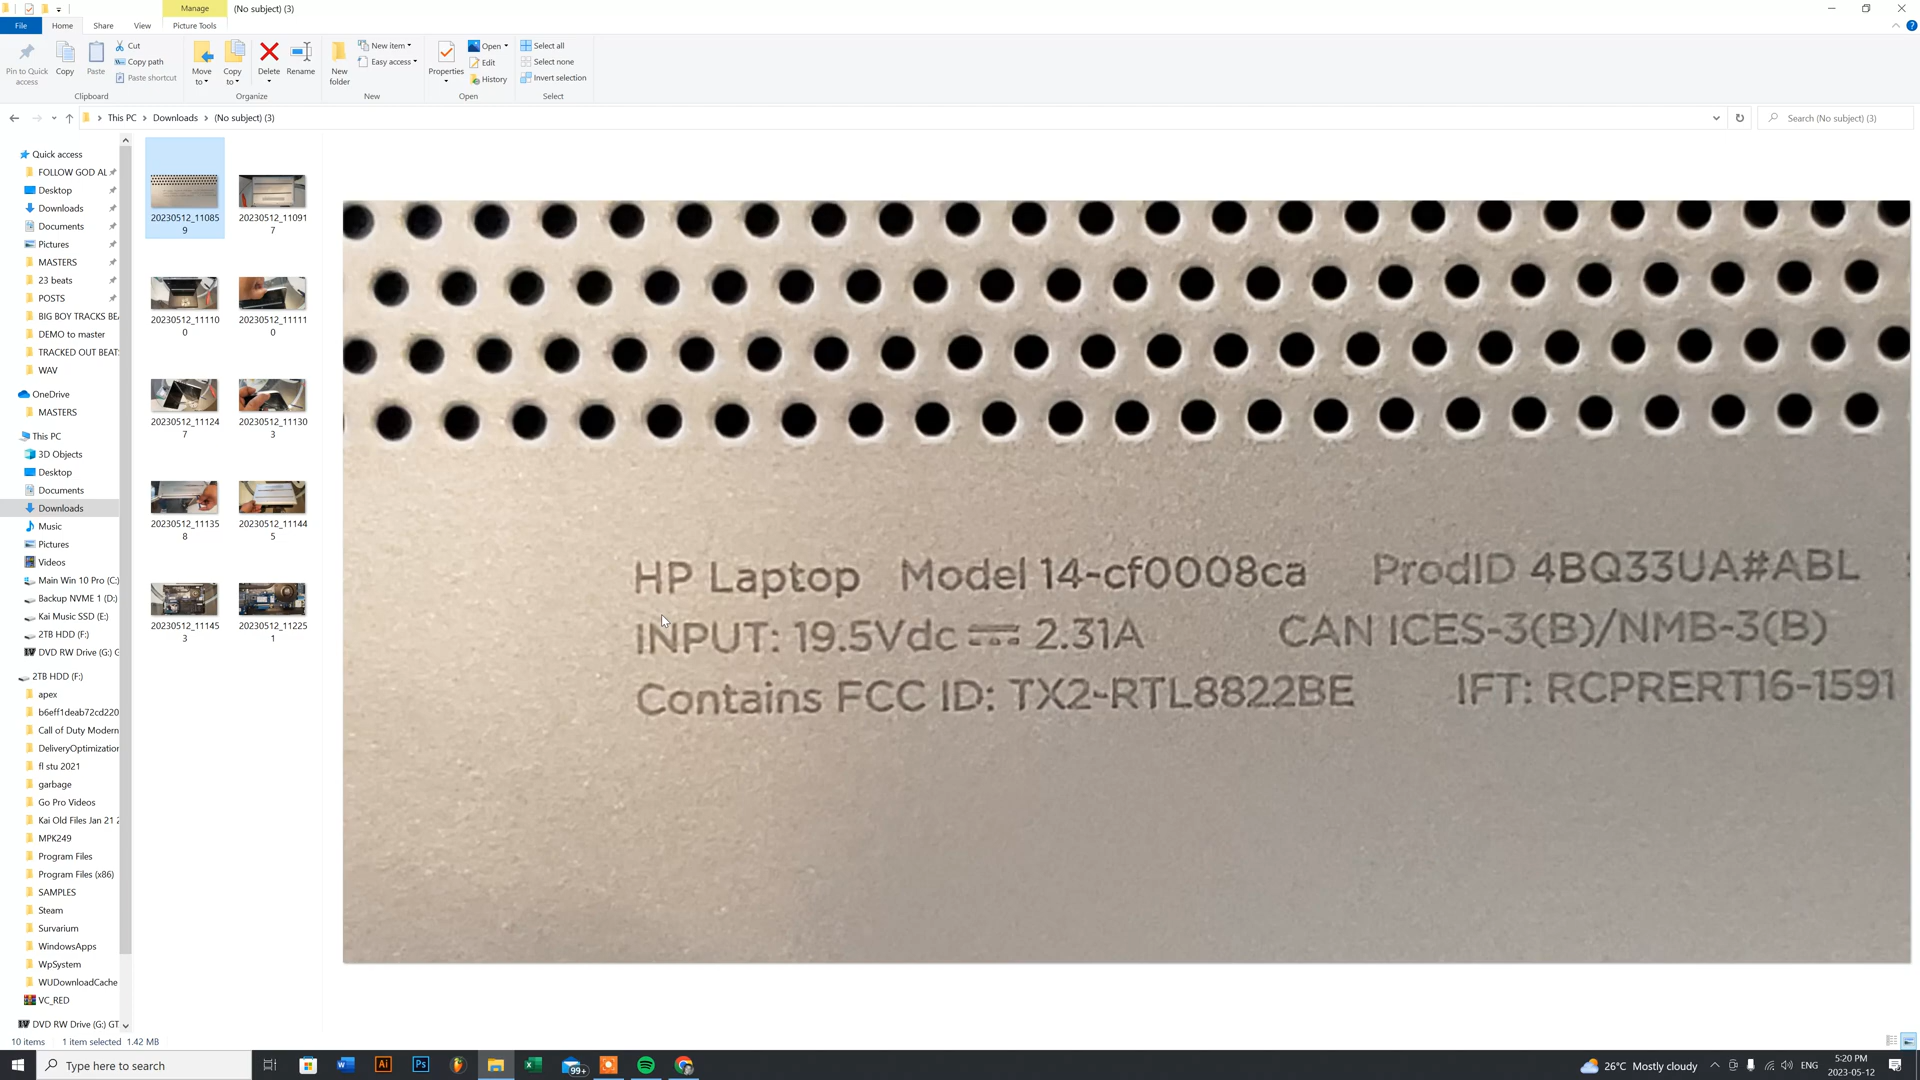 Manage
(No subject) (3)
File
Home
Share
View
Picture Tools
Pin to Quick access
Copy
Paste
Cut
Copy path
Paste shortcut
Clipboard
Move to
Copy to
Delete
Rename
Organize
New folder
New item
Easy access
New
Properties
Open
Edit
History
Open
Select all
Select none
Invert selection
Select
This PC
Downloads
(No subject) (3)
Search (No subject) (3)
Quick access
FOLLOW GOD AL
Desktop
Downloads
Documents
Pictures
MASTERS
23 beats
POSTS
BIG BOY TRACKS BE
DEMO to master
TRACKED OUT BEAT
WAV
OneDrive
MASTERS
This PC
3D Objects
Desktop
Documents
Downloads
Music
Pictures
Videos
Main Win 10 Pro (C:)
Backup NVME 1 (D:)
Kai Music SSD (E:)
2TB HDD (F:)
DVD RW Drive (G:) G
2TB HDD (F:)
apex
b6eff1deab72cd220
Call of Duty Modern
DeliveryOptimization
fl stu 2021
garbage
Go Pro Videos
Kai Old Files Jan 21 2
MPK249
Program Files
Program Files (x86)
SAMPLES
Steam
Survarium
WindowsApps
WpSystem
WUDownloadCache
VC_RED
DVD RW Drive (G:) GT
20230512_110859
20230512_110917
20230512_111100
20230512_111110
20230512_111247
20230512_111303
20230512_111358
20230512_111445
20230512_111453
20230512_112251
HP Laptop Model 14-cf0008ca ProdID 4BQ33UA#ABL
INPUT: 19.5Vdc ⎓ 2.31A CAN ICES-3(B)/NMB-3(B)
Contains FCC ID: TX2-RTL8822BE IFT: RCPRERT16-1591
10 items
1 item selected 1.42 MB
Type here to search
Ai
Ps
99+
26°C Mostly cloudy
ENG
5:20 PM
2023-05-12